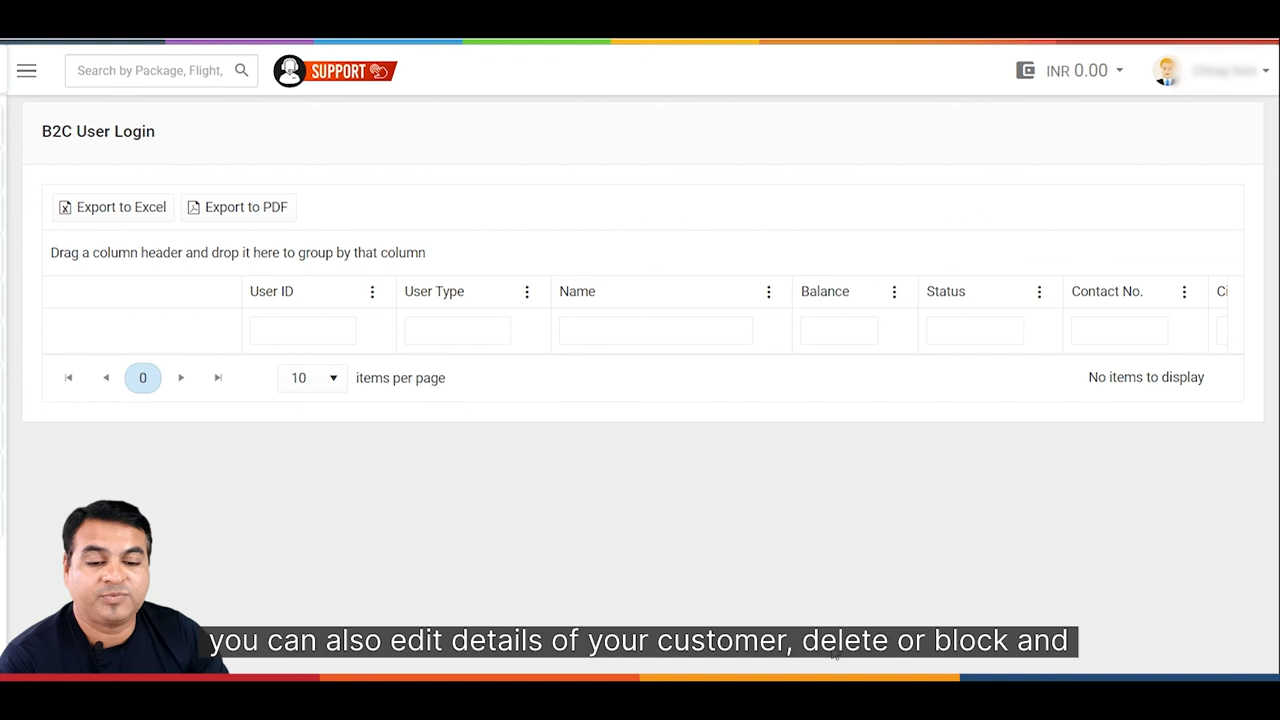 Search by Package, Flight,
SUPPORT
INR 0.00
B2C User Login
Export to Excel
Export to PDF
Drag a column header and drop it here to group by that column
User ID
User Type
Name
Balance
Status
Contact No.
0
10
items per page
No items to display
you can also edit details of your customer, delete or block and